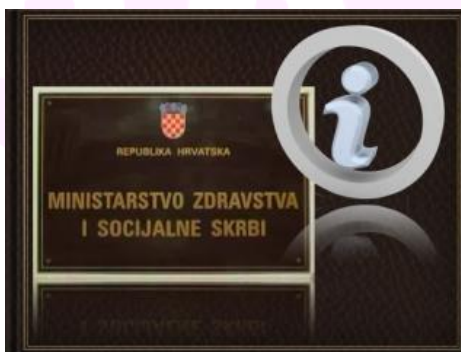 REPUBLIKA HRVATSKA
MINISTARSTVO ZDRAVSTVA
I SOCIJALNE SKRBI
i